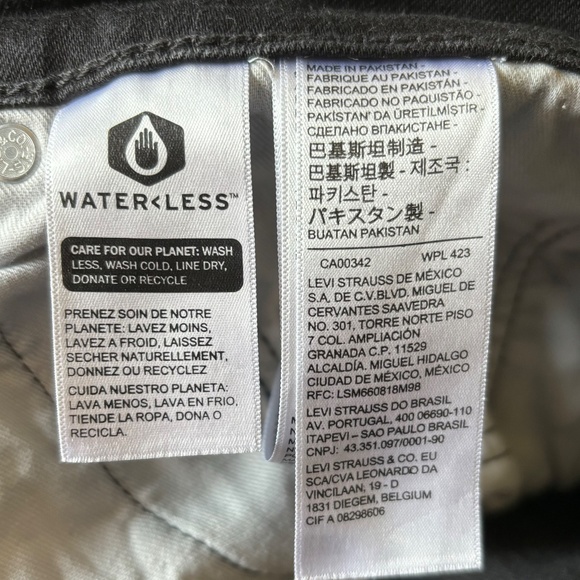 WATER<LESS™
CARE FOR OUR PLANET: WASH
LESS, WASH COLD, LINE DRY,
DONATE OR RECYCLE
PRENEZ SOIN DE NOTRE
PLANETE: LAVEZ MOINS,
LAVEZ A FROID, LAISSEZ
SECHER NATURELLEMENT,
DONNEZ OU RECYCLEZ
CUIDA NUESTRO PLANETA:
LAVA MENOS, LAVA EN FRIO,
TIENDE LA ROPA, DONA O
RECICLA.
MADE IN PAKISTAN -
FABRIQUE AU PAKISTAN -
FABRICADO EN PAKISTÁN -
FABRICADO NO PAQUISTÃO -
PAKİSTAN'DA ÜRETİLMİŞTİR -
СДЕЛАНО ВПАКИСТАНЕ -
巴基斯坦制造 -
巴基斯坦製 - 제조국 :
파키스탄 -
パキスタン製 -
BUATAN PAKISTAN
CA00342 WPL 423
LEVI STRAUSS DE MÉXICO
S.A. DE C.V.BLVD. MIGUEL DE
CERVANTES SAAVEDRA
NO. 301, TORRE NORTE PISO
7 COL. AMPLIACIÓN
GRANADA C.P. 11529
ALCALDÍA. MIGUEL HIDALGO
CIUDAD DE MÉXICO, MÉXICO
RFC: LSM660818M98
LEVI STRAUSS DO BRASIL
AV. PORTUGAL, 400 06690-110
ITAPEVI – SAO PAULO BRASIL
CNPJ: 43.351.097/0001-90
LEVI STRAUSS & CO. EU
SCA/CVA LEONARDO DA
VINCILAAN, 19 - D
1831 DIEGEM, BELGIUM
CIF A 08298606